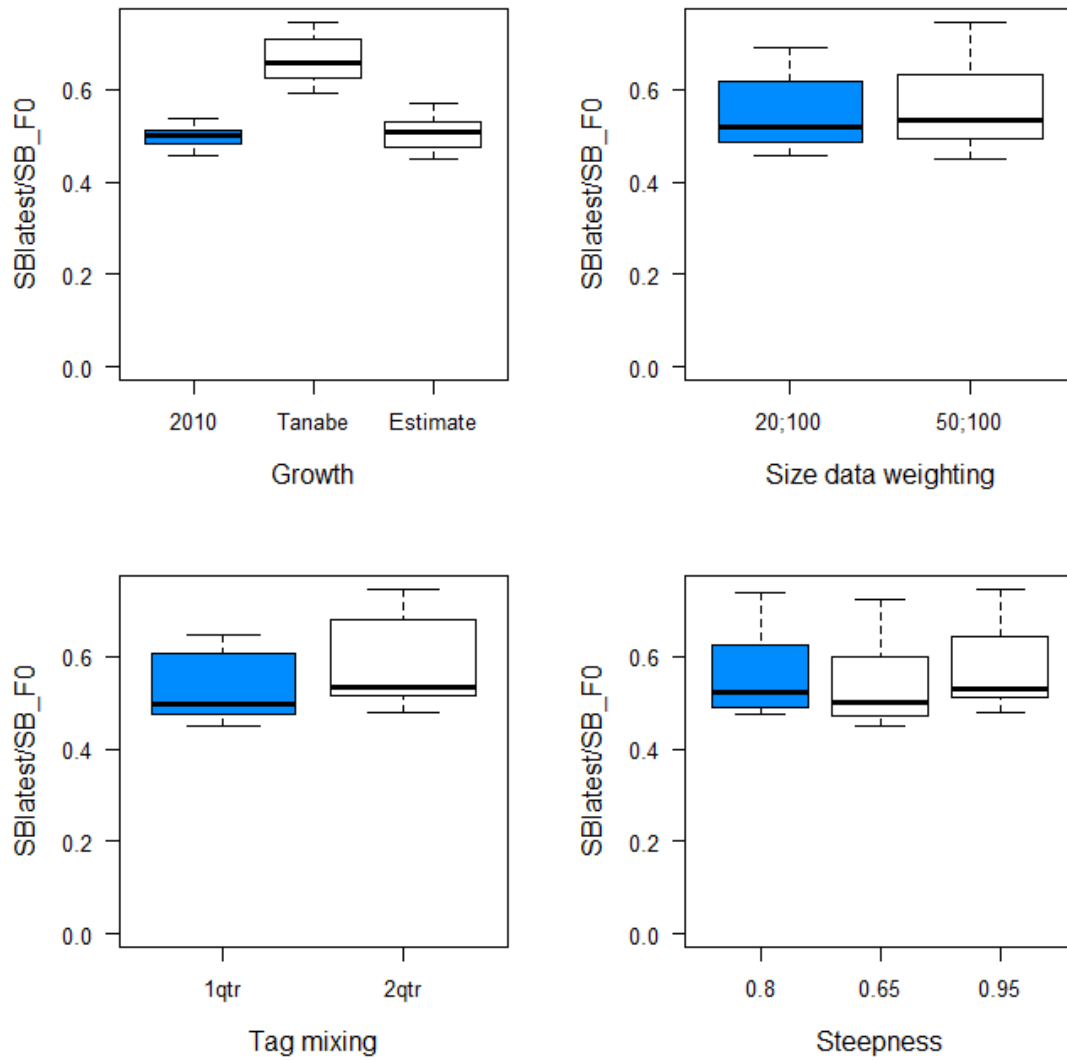 SBlatest/SB_F0
0.6
0.4
0.2
0.0
2010 Tanabe Estimate
Growth
SBlatest/SB_F0
0.6
0.4
0.2
0.0
20;100 50;100
Size data weighting
SBlatest/SB_F0
0.6
0.4
0.2
0.0
1qtr 2qtr
Tag mixing
SBlatest/SB_F0
0.6
0.4
0.2
0.0
0.8 0.65 0.95
Steepness